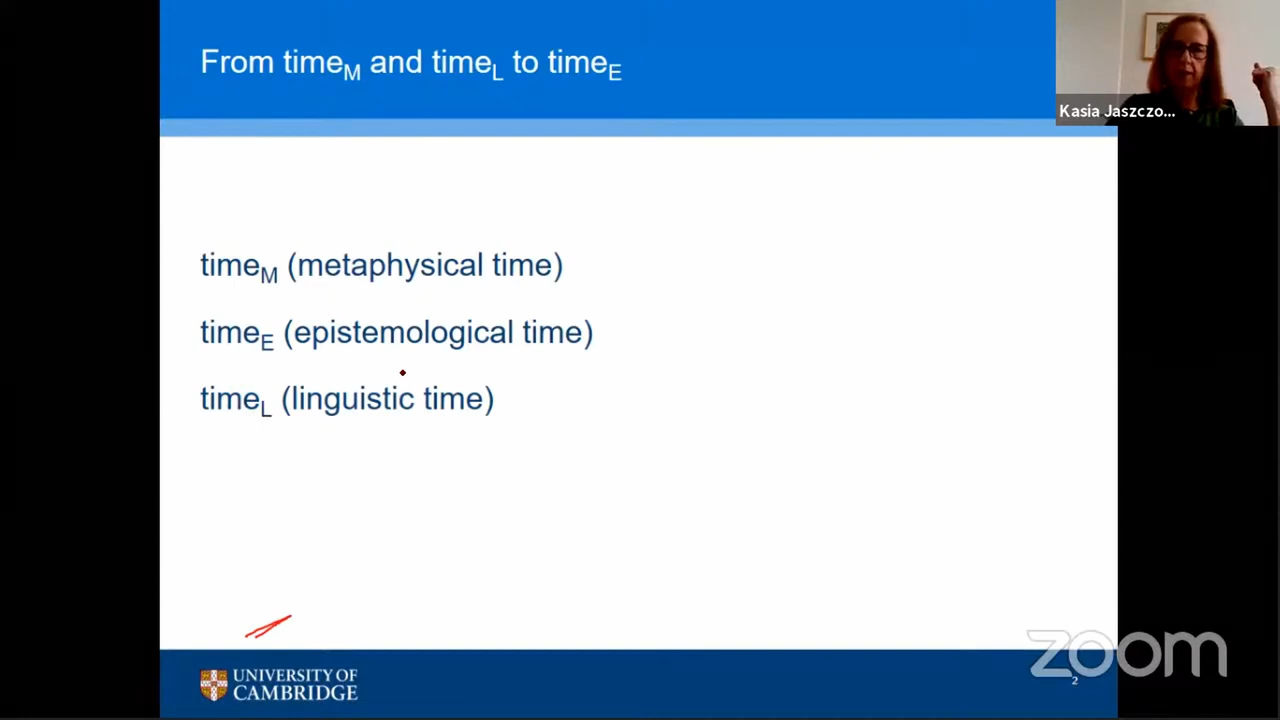 From timeM and timeL to timeE
Kasia Jaszczo...
timeM (metaphysical time)
timeE (epistemological time)
timeL (linguistic time)
UNIVERSITY OF
CAMBRIDGE
zoom
2